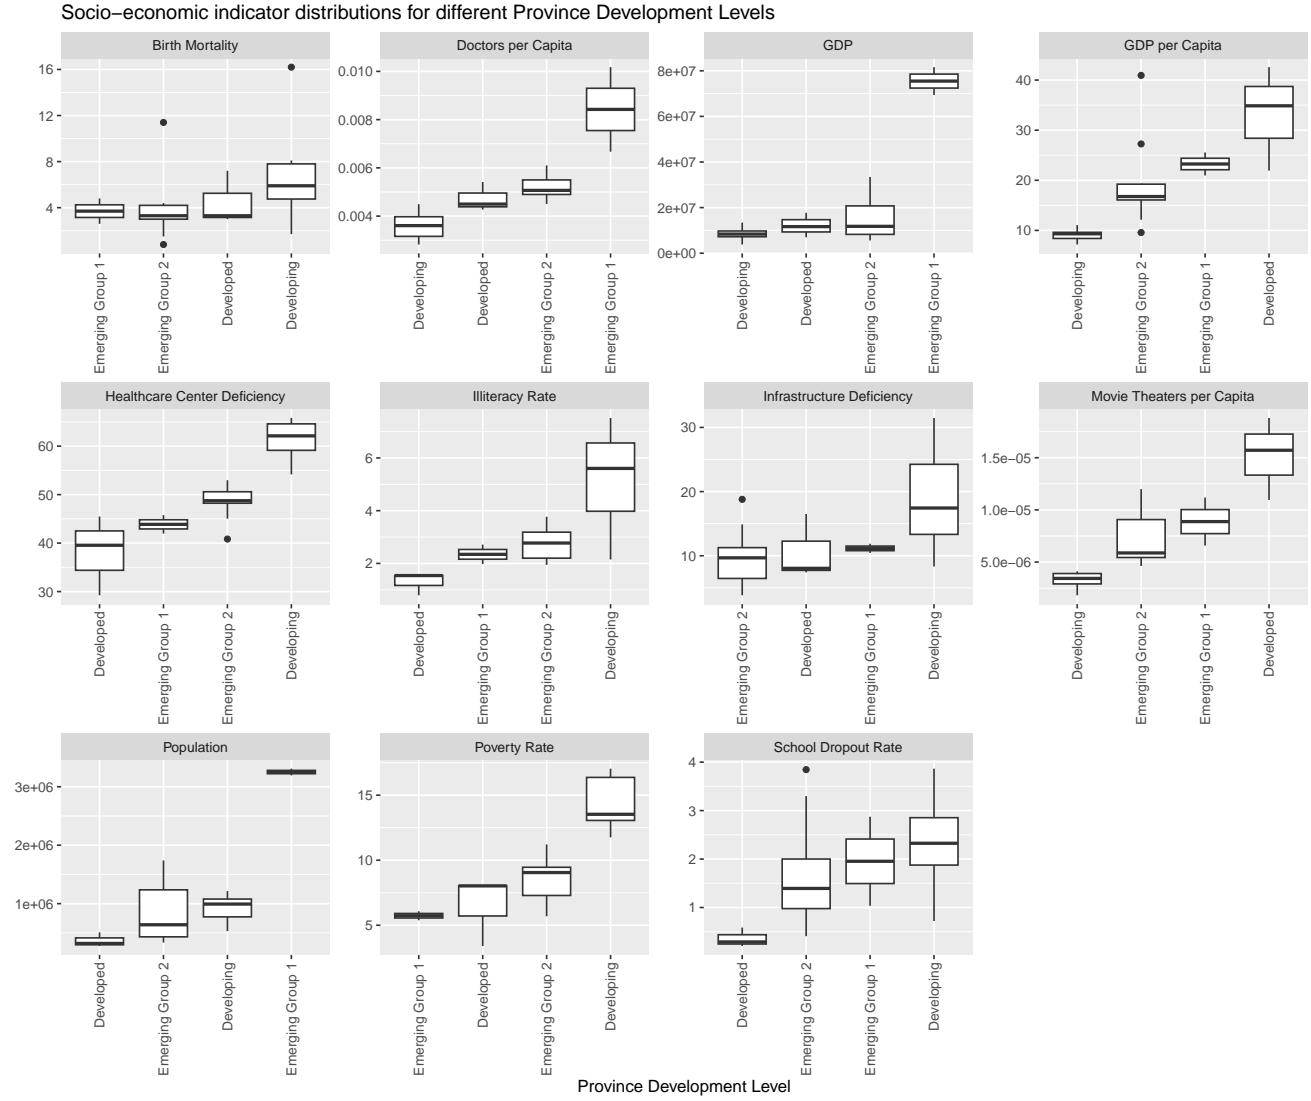 Socio−economic indicator distributions for different Province Development Levels
Birth Mortality
16
12
8
4
Emerging Group 1
Emerging Group 2
Developed
Developing
Doctors per Capita
0.010
0.008
0.006
0.004
Developing
Developed
Emerging Group 2
Emerging Group 1
GDP
8e+07
6e+07
4e+07
2e+07
0e+00
Developing
Developed
Emerging Group 2
Emerging Group 1
GDP per Capita
40
30
20
10
Developing
Emerging Group 2
Emerging Group 1
Developed
Healthcare Center Deficiency
60
50
40
30
Developed
Emerging Group 1
Emerging Group 2
Developing
Illiteracy Rate
6
4
2
Developed
Emerging Group 1
Emerging Group 2
Developing
Infrastructure Deficiency
30
20
10
Emerging Group 2
Developed
Emerging Group 1
Developing
Movie Theaters per Capita
1.5e−05
1.0e−05
5.0e−06
Developing
Emerging Group 2
Emerging Group 1
Developed
Population
3e+06
2e+06
1e+06
Developed
Emerging Group 2
Developing
Emerging Group 1
Poverty Rate
15
10
5
Emerging Group 1
Developed
Emerging Group 2
Developing
School Dropout Rate
4
3
2
1
Developed
Emerging Group 2
Emerging Group 1
Developing
Province Development Level